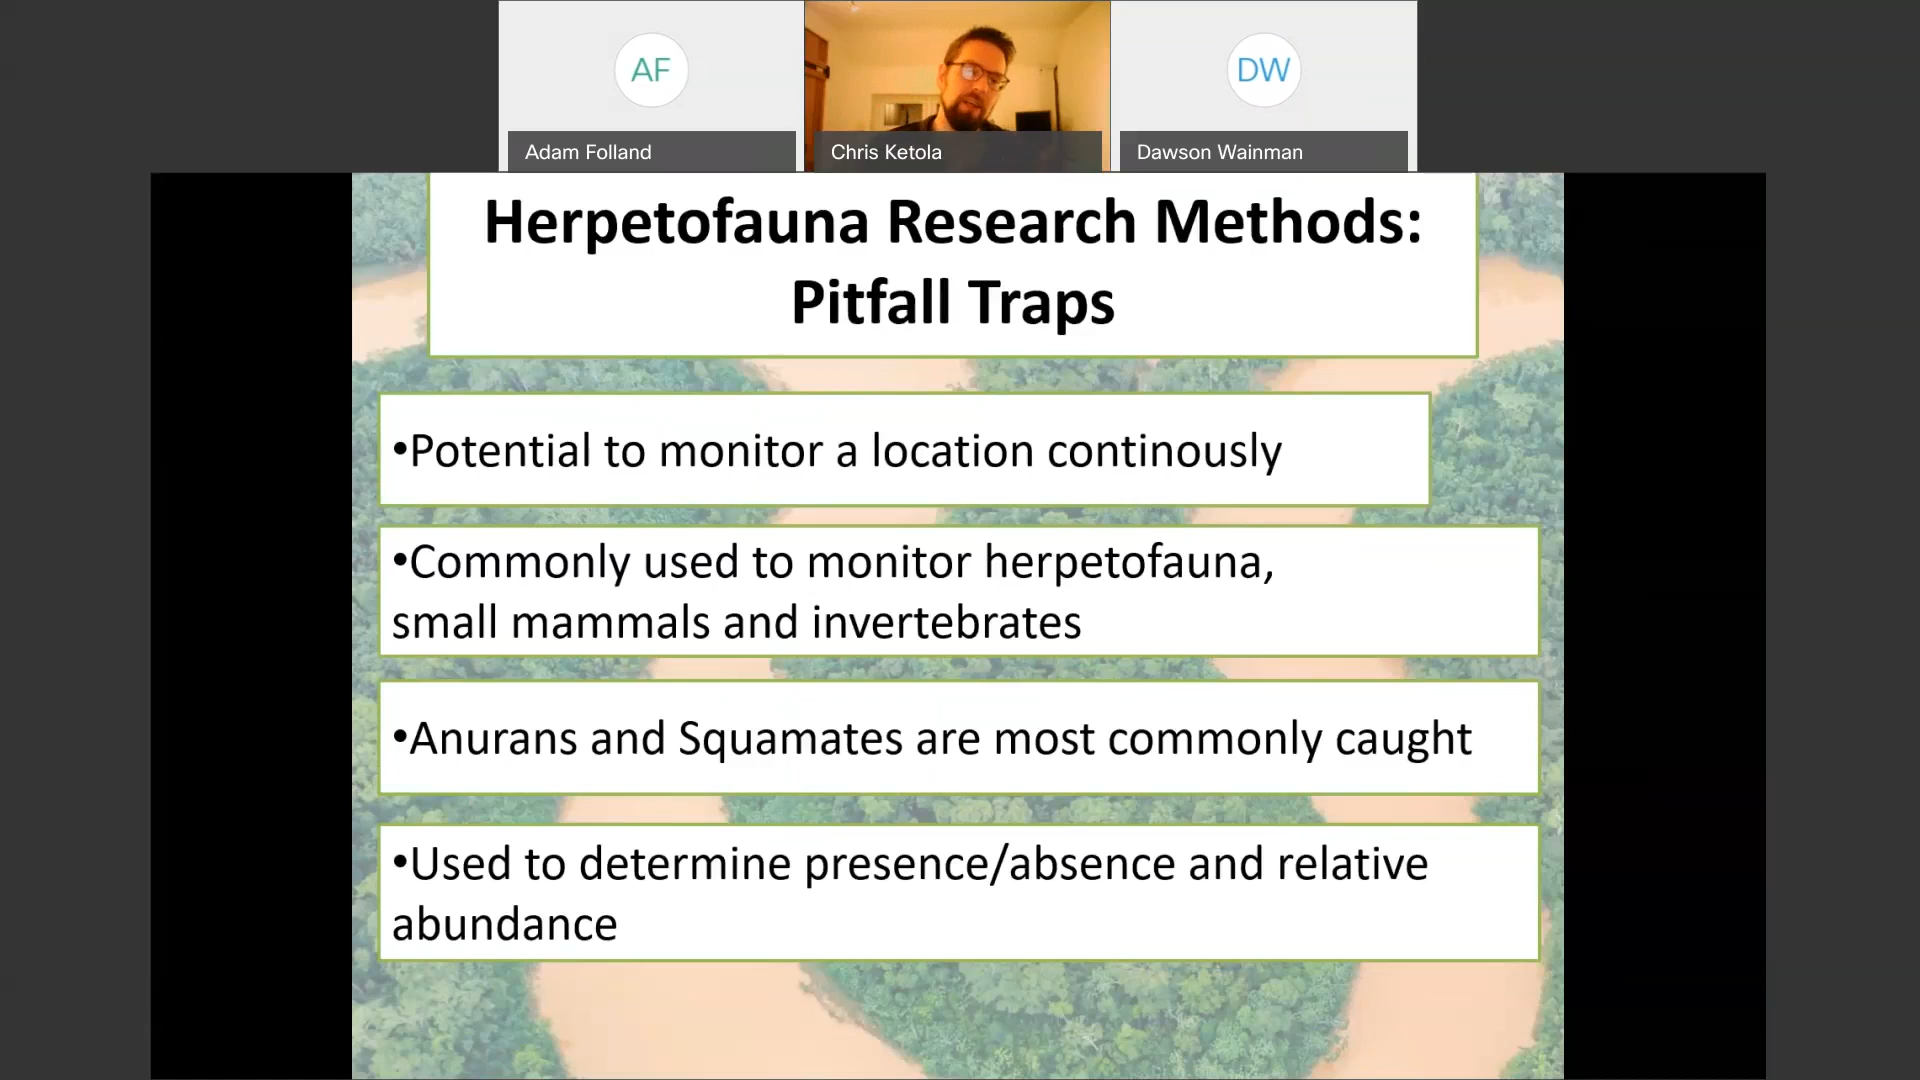 AF
DW
Adam Folland
Chris Ketola
Dawson Wainman
Herpetofauna Research Methods:
Pitfall Traps
•Potential to monitor a location continously
•Commonly used to monitor herpetofauna,
small mammals and invertebrates
•Anurans and Squamates are most commonly caught
•Used to determine presence/absence and relative
abundance